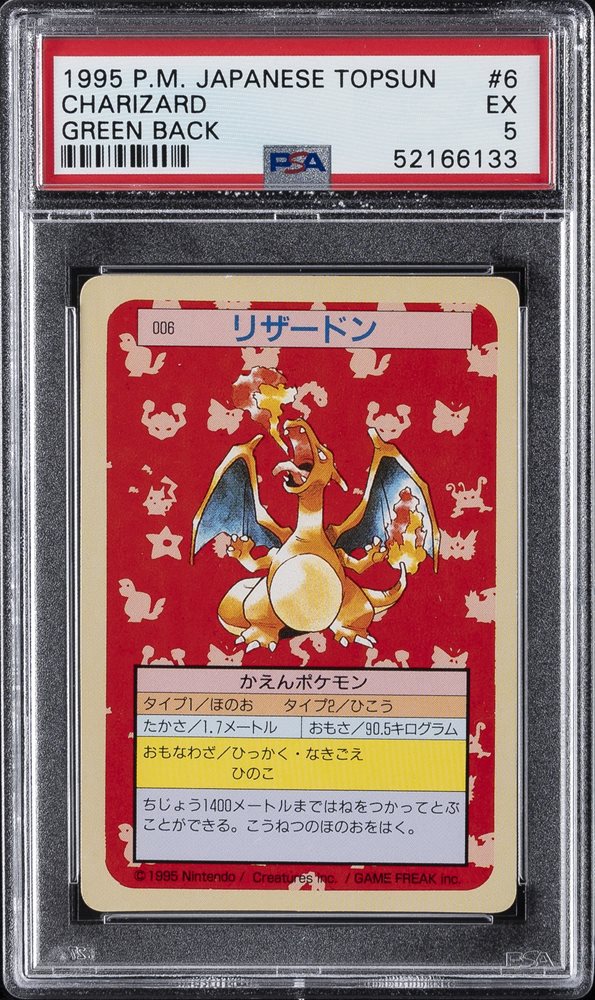 1995 P.M. JAPANESE TOPSUN #6
CHARIZARD EX
GREEN BACK 5
PSA 52166133
006 リザードン
かえんポケモン
タイプ1/ほのお タイプ2/ひこう
たかさ/1.7メートル おもさ/90.5キログラム
おもなわざ/ひっかく・なきごえ
ひのこ
ちじょう1400メートルまではねをつかってとぶ
ことができる。こうねつのほのおをはく。
©1995 Nintendo / Creatures inc. / GAME FREAK inc.
PSA